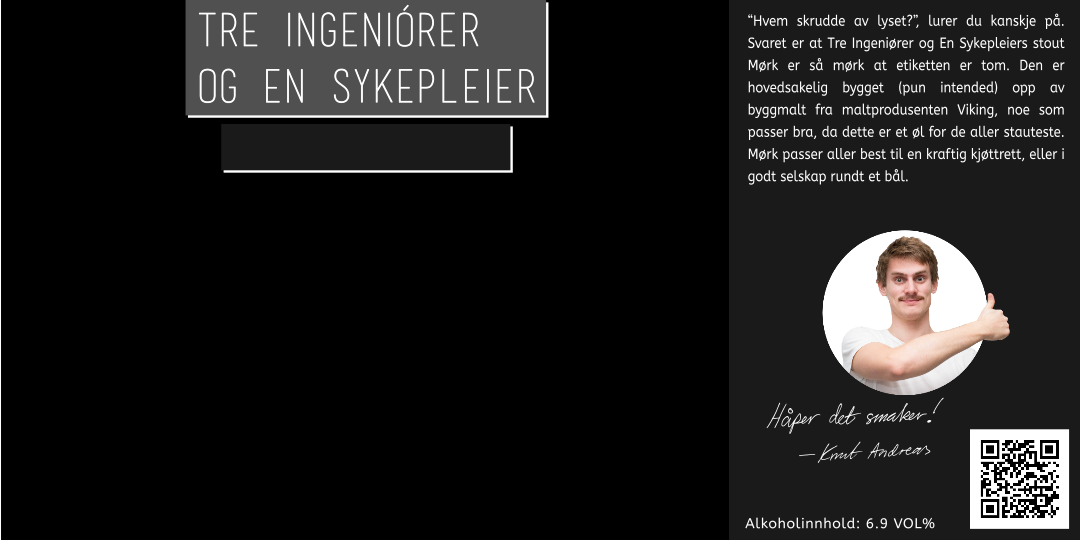 TRE INGENIÓRER
OG EN SYKEPLEIER
“Hvem skrudde av lyset?”, lurer du kanskje på.
Svaret er at Tre Ingeniører og En Sykepleiers stout
Mørk er så mørk at etiketten er tom. Den er
hovedsakelig bygget (pun intended) opp av
byggmalt fra maltprodusenten Viking, noe som
passer bra, da dette er et øl for de aller stauteste.
Mørk passer aller best til en kraftig kjøttrett, eller i
godt selskap rundt et bål.
Håper det smaker!
— Knut Andreas
Alkoholinnhold: 6.9 VOL%